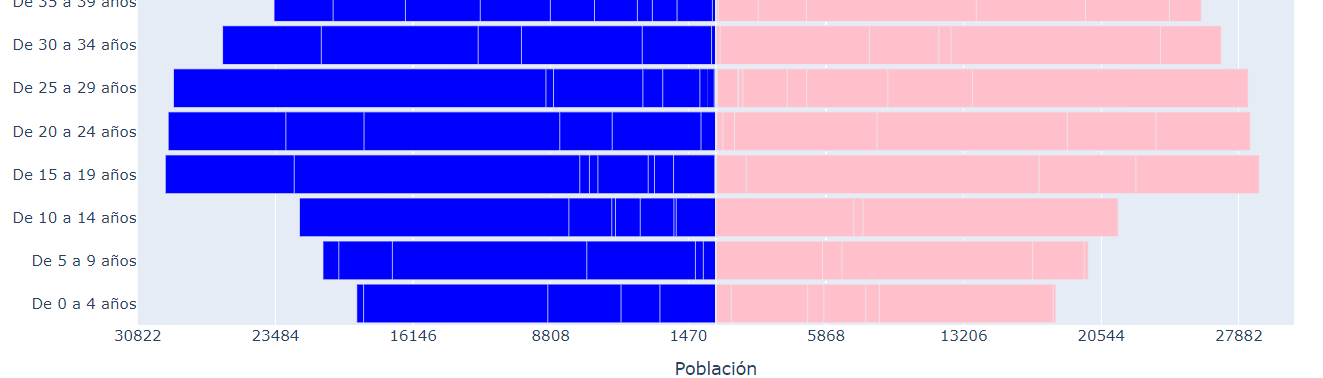 De 35 a 39 años
De 30 a 34 años
De 25 a 29 años
De 20 a 24 años
De 15 a 19 años
De 10 a 14 años
De 5 a 9 años
De 0 a 4 años
30822 23484 16146 8808 1470 5868 13206 20544 27882
Población